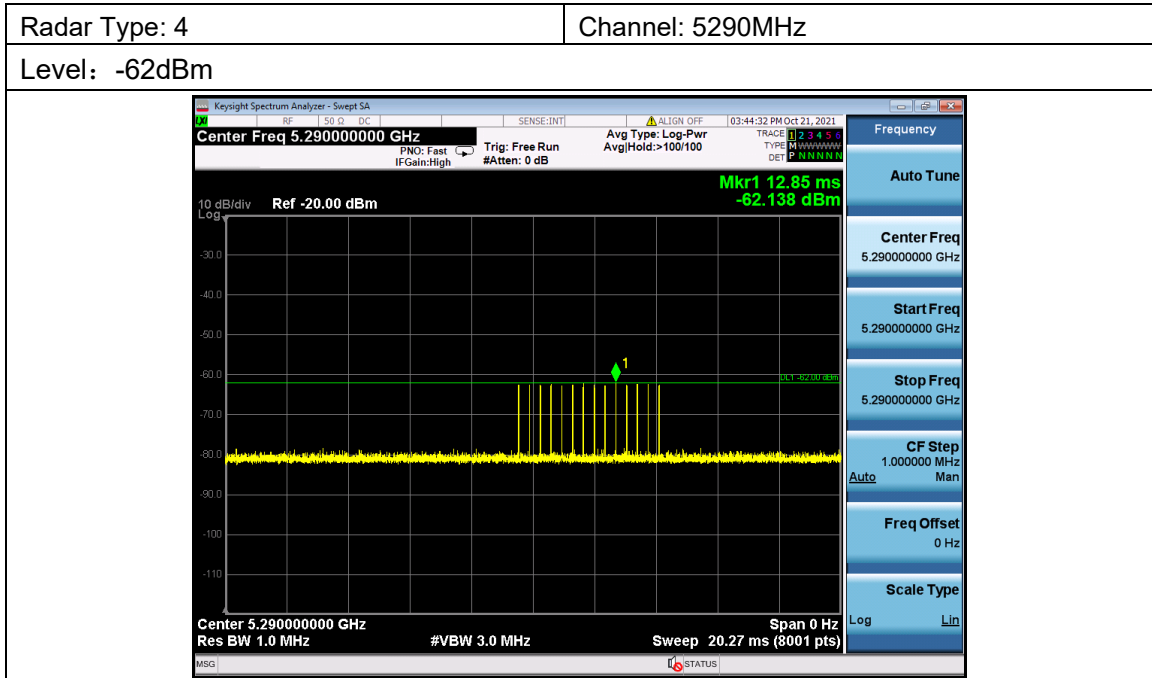 Radar Type: 4
Channel: 5290MHz
Level：-62dBm
Keysight Spectrum Analyzer - Swept SA
LXI
RF 50 Ω DC SENSE:INT ALIGN OFF 03:44:32 PM Oct 21, 2021
Center Freq 5.290000000 GHz
PNO: Fast
IFGain:High
Trig: Free Run
#Atten: 0 dB
Avg Type: Log-Pwr
Avg|Hold:>100/100
TRACE 1 2 3 4 5 6
TYPE M WWWWW
DET P N N N N N
Mkr1 12.85 ms
-62.138 dBm
10 dB/div Ref -20.00 dBm
Log
-30.0
-40.0
-50.0
-60.0
-70.0
-80.0
-90.0
-100
-110
1
DL1 -62.00 dBm
Center 5.290000000 GHz Span 0 Hz
Res BW 1.0 MHz #VBW 3.0 MHz Sweep 20.27 ms (8001 pts)
MSG STATUS
Frequency
Auto Tune
Center Freq
5.290000000 GHz
Start Freq
5.290000000 GHz
Stop Freq
5.290000000 GHz
CF Step
1.000000 MHz
Auto Man
Freq Offset
0 Hz
Scale Type
Log Lin